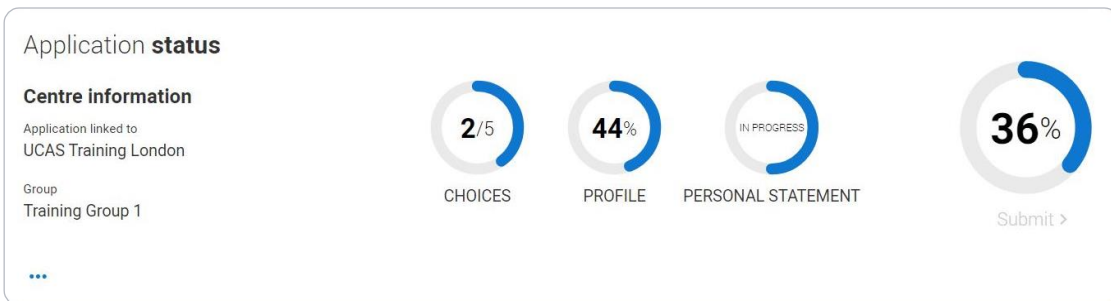 Application status
Centre information
Application linked to
UCAS Training London
Group
Training Group 1
2/5
CHOICES
44%
PROFILE
IN PROGRESS
PERSONAL STATEMENT
36%
Submit >
...